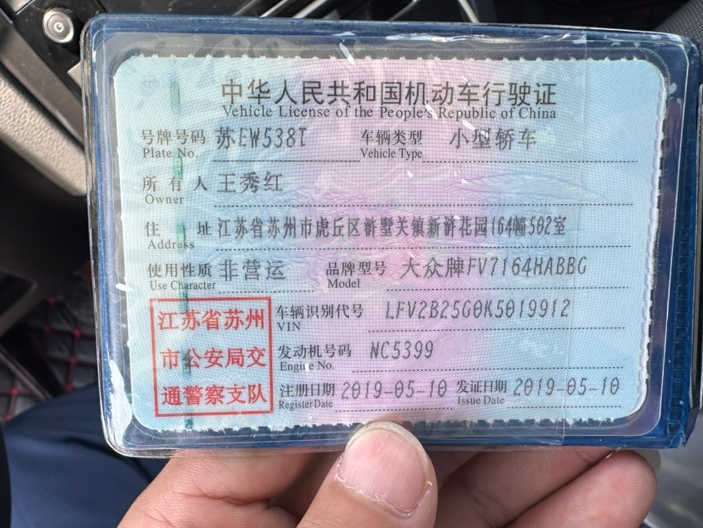 中华人民共和国机动车行驶证
Vehicle License of the People's Republic of China
号牌号码 苏EW538T 车辆类型 小型轿车
Plate No. Vehicle Type
所有人 王秀红
Owner
住址 江苏省苏州市虎丘区浒墅关镇新浒花园164幢502室
Address
使用性质 非营运 品牌型号 大众牌FV7164HABBG
Use Character Model
江苏省苏州 车辆识别代号 LFV2B25G0K5019912
VIN
市公安局交 发动机号码 NC5399
Engine No.
通警察支队 注册日期 2019-05-10 发证日期 2019-05-10
Register Date Issue Date